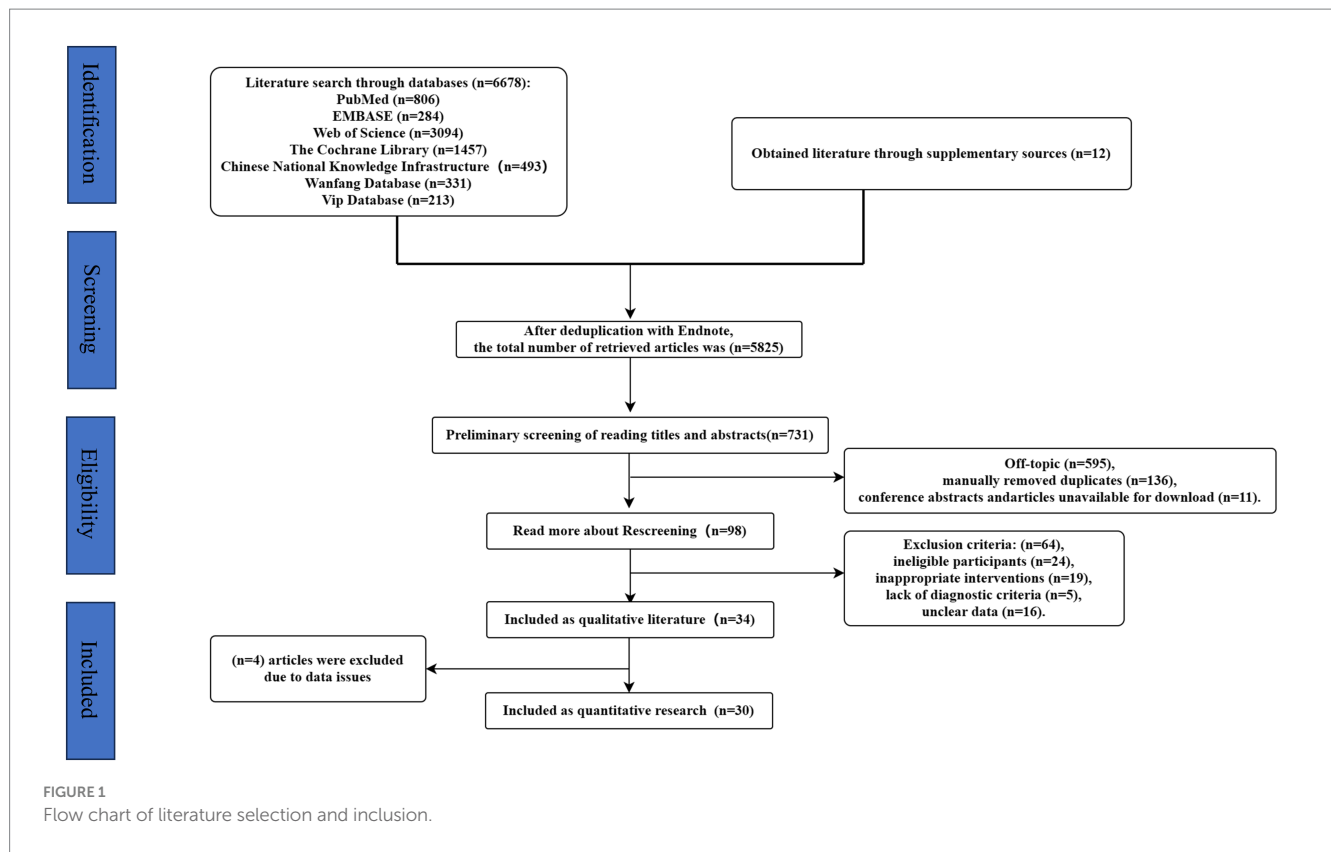 Identification
Literature search through databases (n=6678):
PubMed (n=806)
EMBASE (n=284)
Web of Science (n=3094)
The Cochrane Library (n=1457)
Chinese National Knowledge Infrastructure（n=493)
Wanfang Database (n=331)
Vip Database (n=213)
Obtained literature through supplementary sources (n=12)
Screening
After deduplication with Endnote,
the total number of retrieved articles was (n=5825)
Eligibility
Preliminary screening of reading titles and abstracts(n=731)
Off-topic (n=595),
manually removed duplicates (n=136),
conference abstracts andarticles unavailable for download (n=11).
Read more about Rescreening（n=98)
Exclusion criteria: (n=64),
ineligible participants (n=24),
inappropriate interventions (n=19),
lack of diagnostic criteria (n=5),
unclear data (n=16).
Included
Included as qualitative literature（n=34)
(n=4) articles were excluded
due to data issues
Included as quantitative research (n=30)
FIGURE 1
Flow chart of literature selection and inclusion.